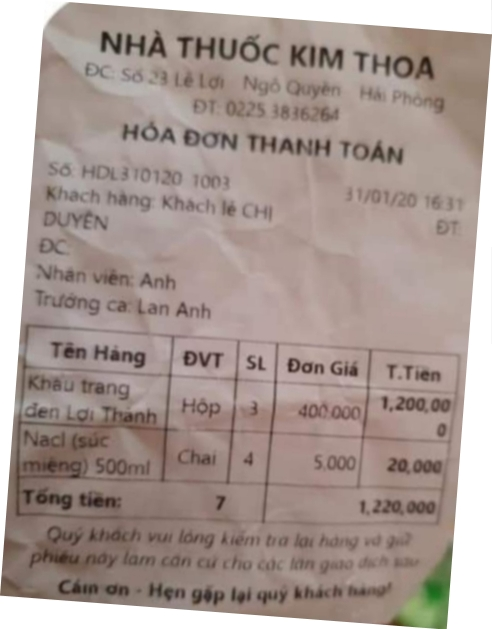 NHÀ THUỐC KIM THOA
ĐC: Số 23 Lê Lợi Ngô Quyền Hải Phòng
ĐT: 0225.3836264
HÓA ĐƠN THANH TOÁN
Số: HDL310120 1003 31/01/20 16:31
Khách hàng: Khách lẻ CHỊ ĐT:
DUYÊN
ĐC:
Nhân viên: Anh
Trưởng ca: Lan Anh
Tên Hàng ĐVT SL Đơn Giá T.Tiền
Khẩu trang
đen Lợi Thành Hộp 3 400.000 1,200,00
0
Nacl (súc
miệng) 500ml Chai 4 5,000 20,000
Tổng tiền: 7 1,220,000
Quý khách vui lòng kiểm tra lại hàng và giữ
phiếu này làm căn cứ cho các lần giao dịch sau
Cám ơn - Hẹn gặp lại quý khách hàng!